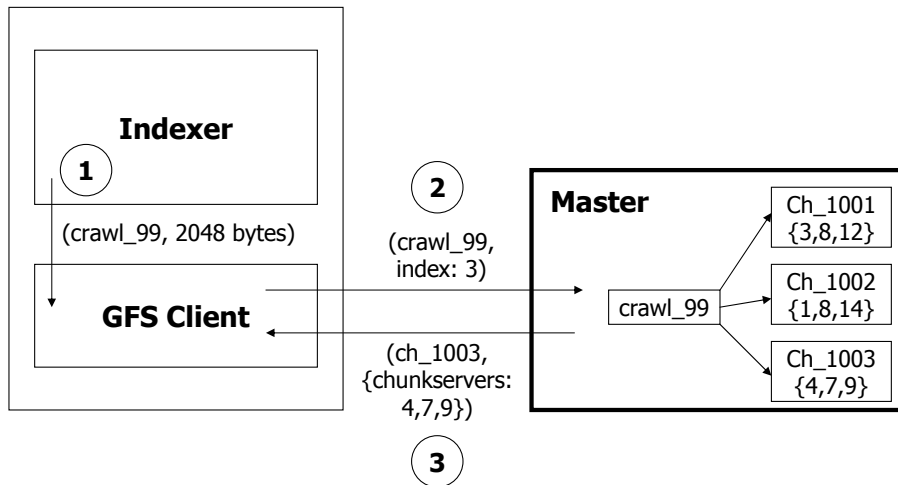 Indexer
1
(crawl_99, 2048 bytes)
GFS Client
2
(crawl_99,
index: 3)
(ch_1003,
{chunkservers:
4,7,9})
3
Master
crawl_99
Ch_1001
{3,8,12}
Ch_1002
{1,8,14}
Ch_1003
{4,7,9}